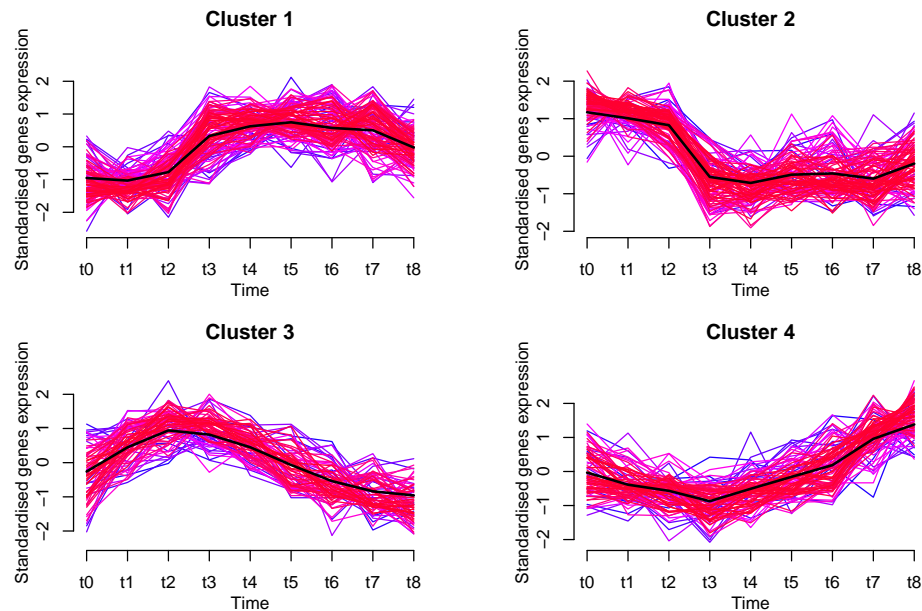 Cluster 1
Standardised genes expression
2
1
0
−1
−2
t0 t1 t2 t3 t4 t5 t6 t7 t8
Time
Cluster 2
Standardised genes expression
2
1
0
−1
−2
t0 t1 t2 t3 t4 t5 t6 t7 t8
Time
Cluster 3
Standardised genes expression
2
1
0
−1
−2
t0 t1 t2 t3 t4 t5 t6 t7 t8
Time
Cluster 4
Standardised genes expression
2
1
0
−1
−2
t0 t1 t2 t3 t4 t5 t6 t7 t8
Time